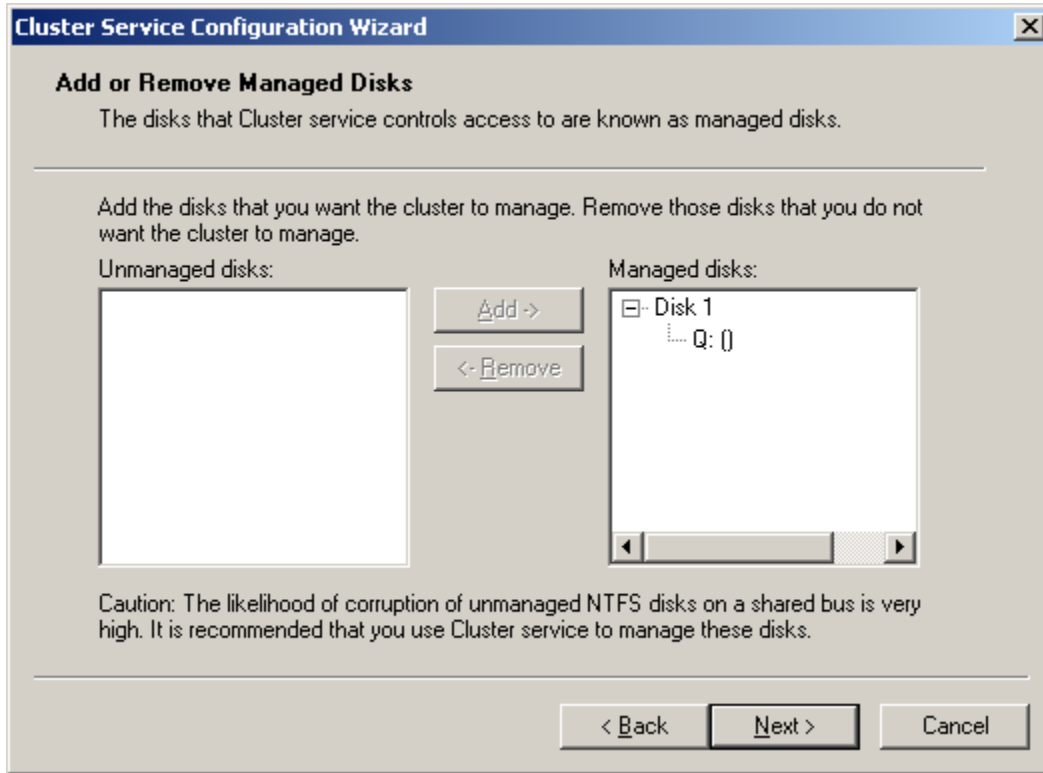 Cluster Service Configuration Wizard
Add or Remove Managed Disks
The disks that Cluster service controls access to are known as managed disks.
Add the disks that you want the cluster to manage. Remove those disks that you do not
want the cluster to manage.
Unmanaged disks:
Managed disks:
Add ->
<- Remove
Disk 1
Q: ()
Caution: The likelihood of corruption of unmanaged NTFS disks on a shared bus is very
high. It is recommended that you use Cluster service to manage these disks.
< Back
Next >
Cancel